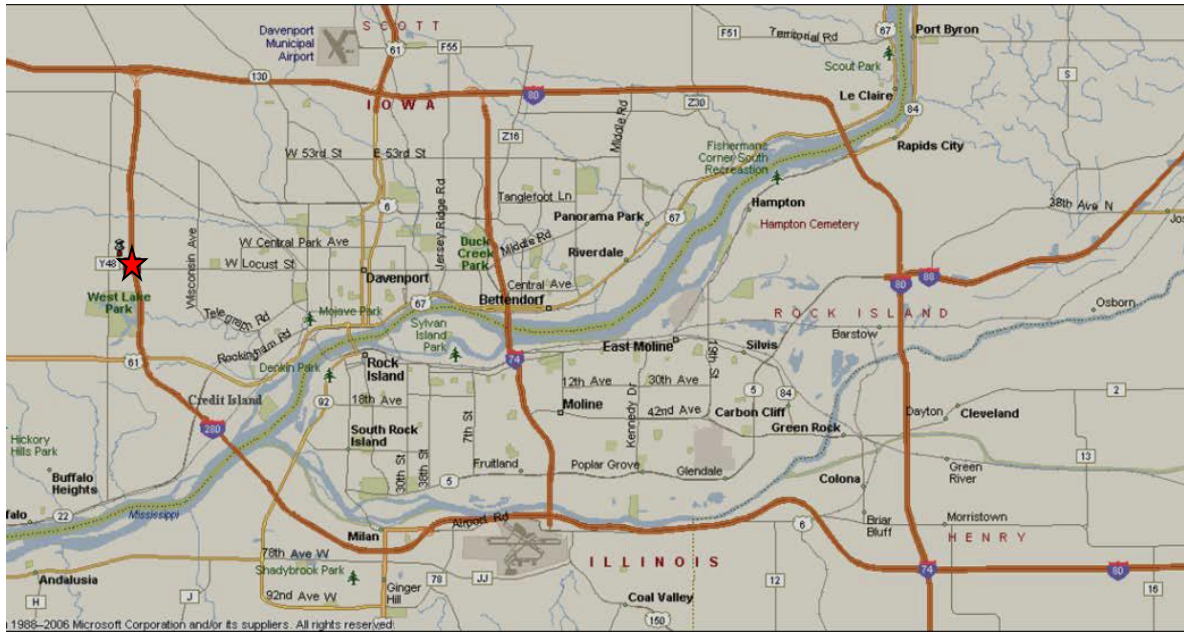 Davenport
Municipal
Airport
SCOTT
61
F55
F51
Territorial Rd
67
Port Byron
Scout Park
S
130
IOWA
80
Z30
Le Claire
84
Middle Rd
Z16
W 53rd St
E 53rd St
Fishermans
Corner South
Recreation
Rapids City
Jersey Ridge Rd
Tanglefoot Ln
6
Panorama Park
67
Hampton
Hampton Cemetery
38th Ave N
Jos
Wisconsin Ave
W Central Park Ave
Duck
Creek
Park
Middle Rd
Riverdale
Y48
W Locust St
Davenport
Central Ave
80
88
West Lake
Park
Telegraph Rd
Mojave Park
67
Bettendorf
ROCK ISLAND
Osborn
Sylvan
Island
Park
Barstow
Rockingham Rd
61
Denkin Park
Rock
Island
74
East Moline
19th St
Silvis
Credit Island
92
18th Ave
12th Ave
30th Ave
5
84
2
Moline
Kennedy Dr
42nd Ave
Carbon Cliff
Dayton
Cleveland
280
South Rock
Island
7th St
Green Rock
Hickory
Hills Park
30th St
38th St
Fruitland
Poplar Grove
Glendale
5
13
Buffalo
Heights
Colona
Green
River
falo
22
Mississippi
Airport Rd
6
Briar
Bluff
Morristown
Milan
HENRY
78th Ave W
ILLINOIS
74
80
Andalusia
Shadybrook Park
78
JJ
12
H
J
92nd Ave W
Ginger
Hill
Coal Valley
150
78
1988–2006 Microsoft Corporation and/or its suppliers. All rights reserved.